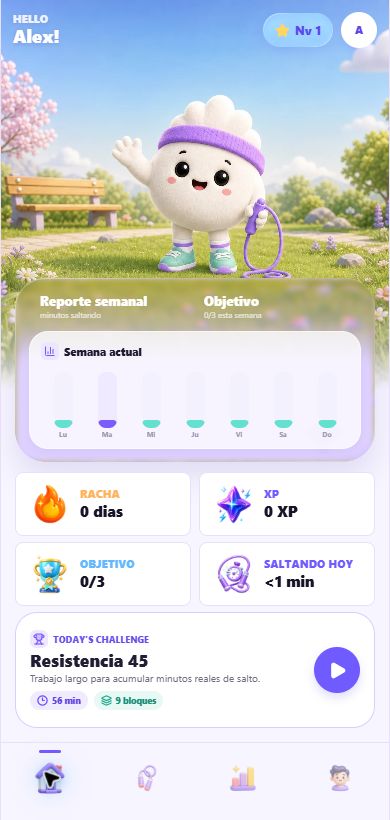 HELLO
Alex!
Nv 1
A
Reporte semanal
minutos saltando
Objetivo
0/3 esta semana
Semana actual
Lu Ma Mi Ju Vi Sa Do
RACHA
0 dias
XP
0 XP
OBJETIVO
0/3
SALTANDO HOY
<1 min
TODAY'S CHALLENGE
Resistencia 45
Trabajo largo para acumular minutos reales de salto.
56 min
9 bloques